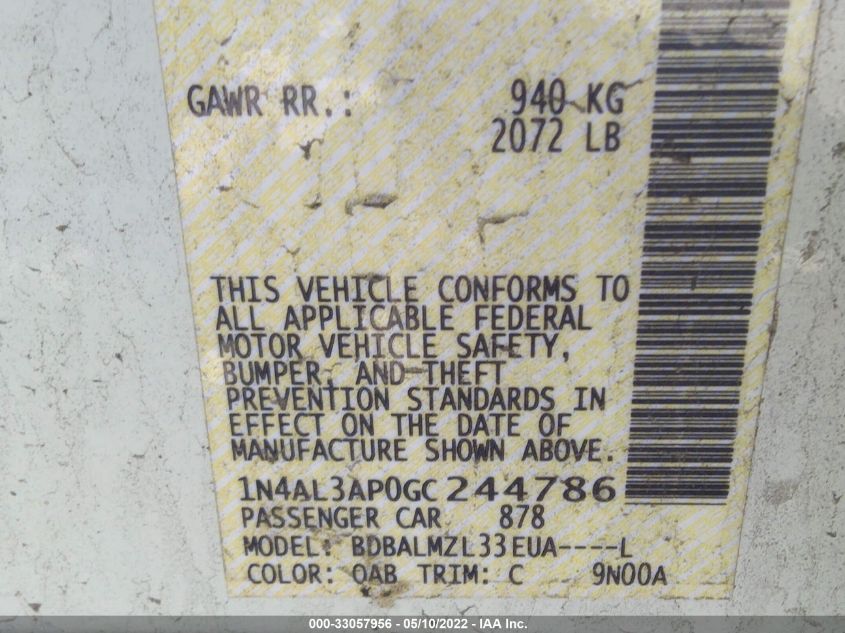 GAWR RR.: 940 KG
2072 LB
THIS VEHICLE CONFORMS TO
ALL APPLICABLE FEDERAL
MOTOR VEHICLE SAFETY,
BUMPER, AND THEFT
PREVENTION STANDARDS IN
EFFECT ON THE DATE OF
MANUFACTURE SHOWN ABOVE.
1N4AL3AP0GC244786
PASSENGER CAR 878
MODEL: BDBALMZL33EUA----L
COLOR: QAB TRIM: C 9N00A
000-33057956 - 05/10/2022 - IAA Inc.